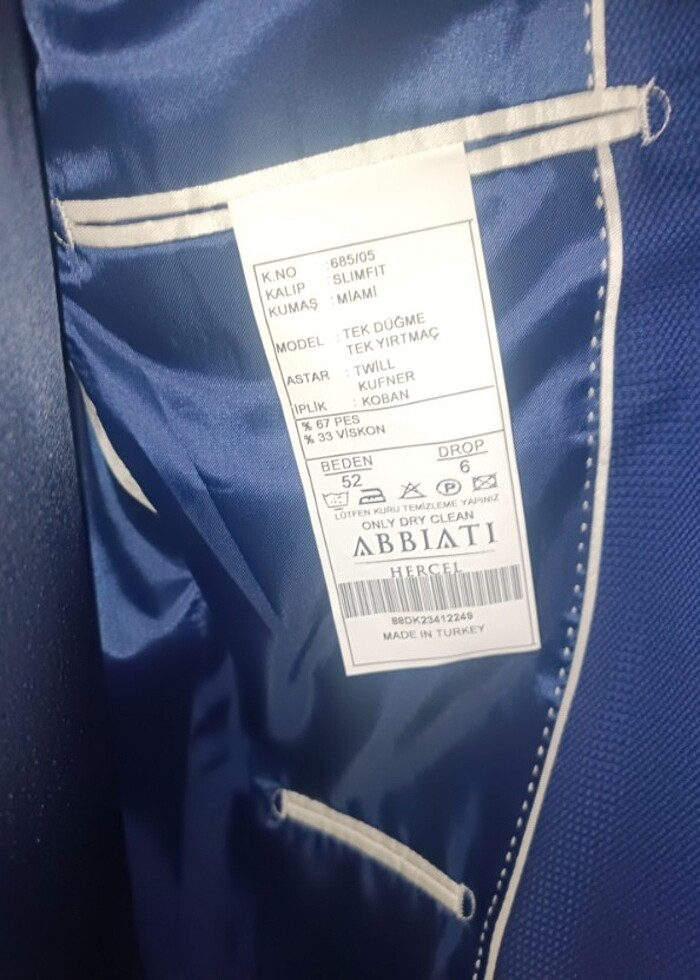 K.NO : 685/05
KALIP : SLIMFIT
KUMAŞ : MİAMİ
MODEL : TEK DÜĞME
TEK YIRTMAÇ
ASTAR : TWİLL
KUFNER
İPLİK : KOBAN
% 67 PES
% 33 VİSKON
BEDEN DROP
52 6
P
LÜTFEN KURU TEMİZLEME YAPINIZ
ONLY DRY CLEAN
ABBIATI
HERCEL
88DK23412249
MADE IN TURKEY